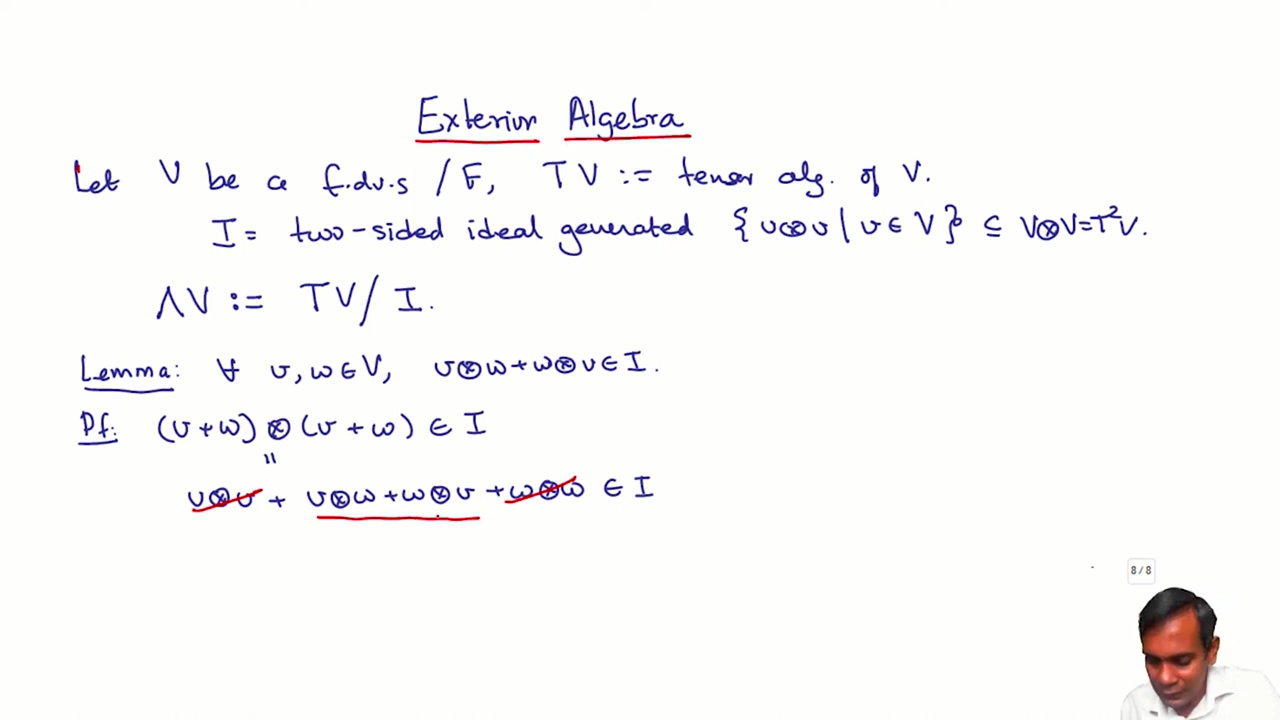 Exterior Algebra
Let V be a f.d.v.s / F, TV := tensor alg. of V.
I = two-sided ideal generated {v⊗v | v ∈ V} ⊆ V⊗V=T²V.
ΛV := TV/I.
Lemma: ∀ v, w ∈ V, v⊗w + w⊗v ∈ I.
Pf: (v+w) ⊗ (v+w) ∈ I
"
v⊗v + v⊗w + w⊗v + w⊗w ∈ I
8/8